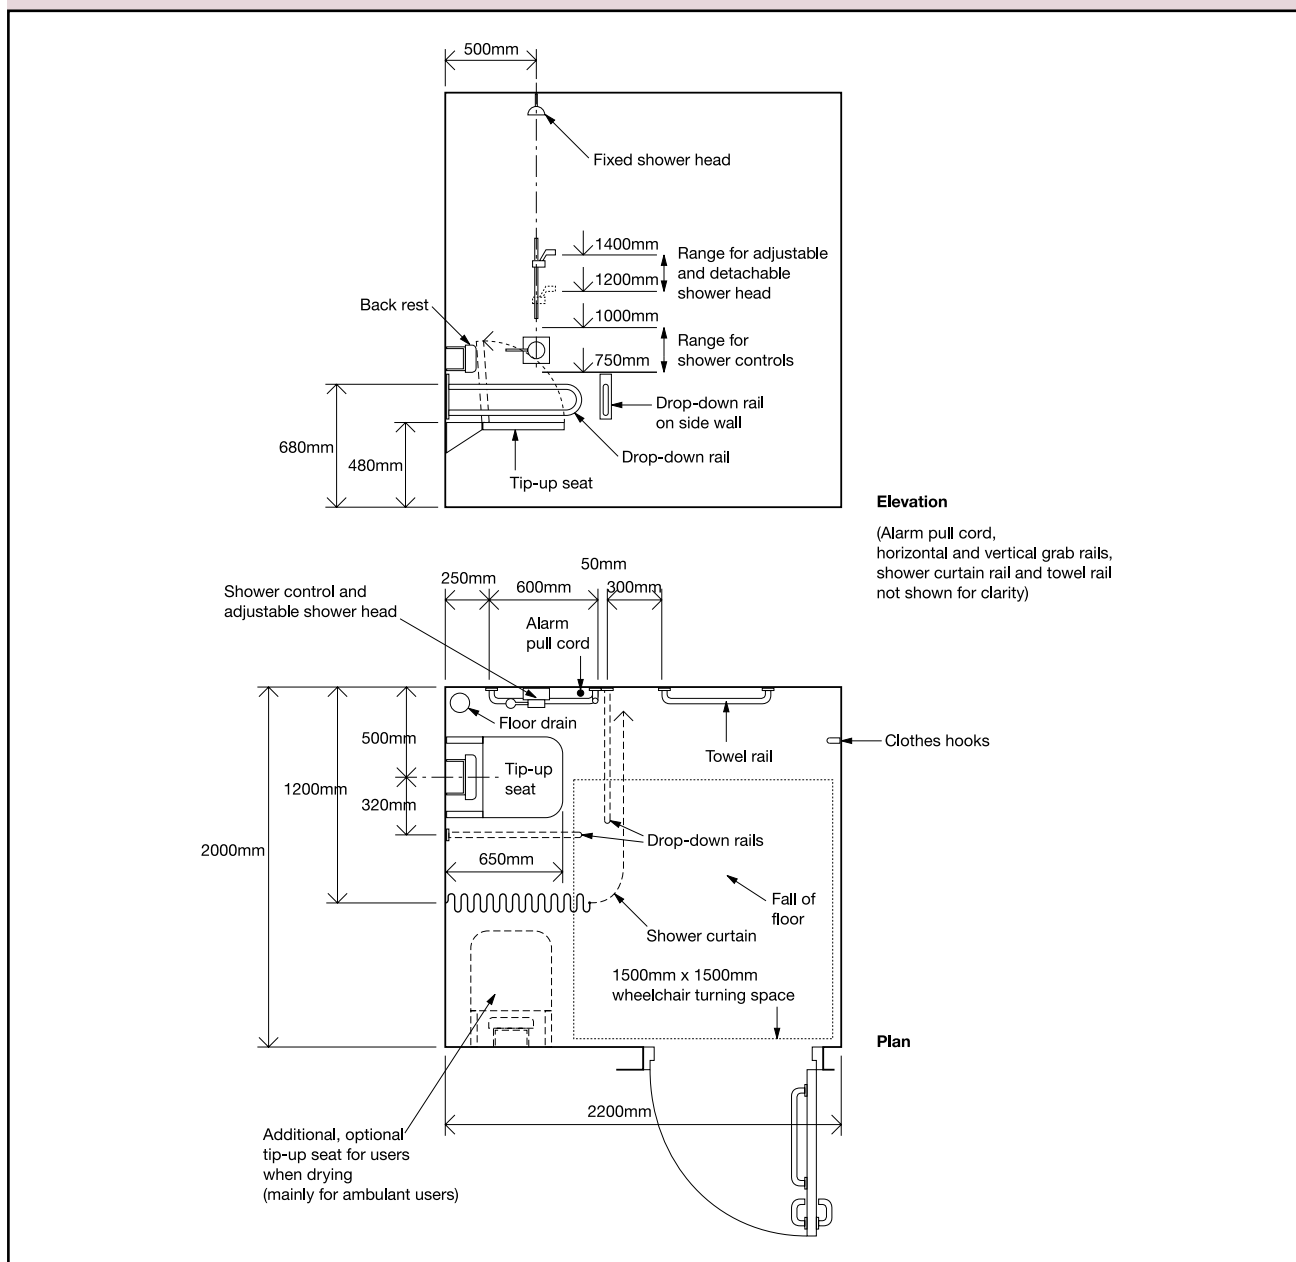 500mm
Fixed shower head
1400mm
Range for adjustable
and detachable
shower head
1200mm
Back rest
1000mm
Range for
shower controls
750mm
Drop-down rail
on side wall
680mm
480mm
Drop-down rail
Tip-up seat
Elevation
(Alarm pull cord,
horizontal and vertical grab rails,
shower curtain rail and towel rail
not shown for clarity)
50mm
250mm
600mm
300mm
Shower control and
adjustable shower head
Alarm
pull cord
Floor drain
500mm
Towel rail
Clothes hooks
Tip-up
seat
1200mm
320mm
2000mm
Drop-down rails
650mm
Fall of
floor
Shower curtain
1500mm x 1500mm
wheelchair turning space
Plan
2200mm
Additional, optional
tip-up seat for users
when drying
(mainly for ambulant users)